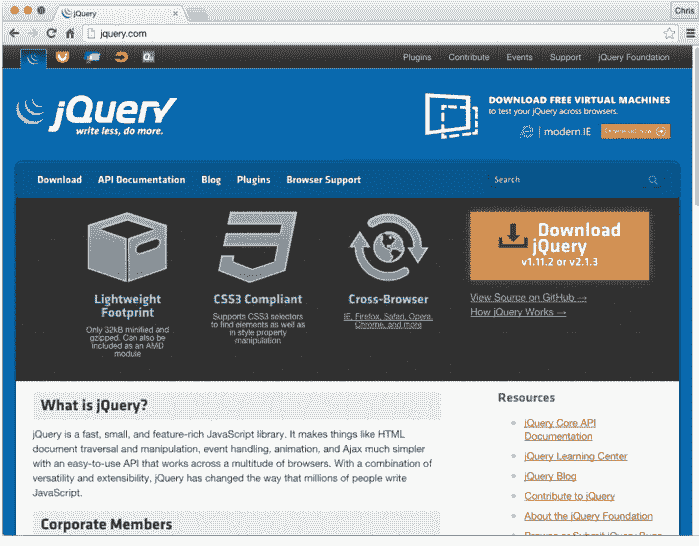 jQuery
Chris
jquery.com
Plugins Contribute Events Support jQuery Foundation
jQuery
write less, do more.
DOWNLOAD FREE VIRTUAL MACHINES
to test your jQuery across browsers.
modern.IE
Download API Documentation Blog Plugins Browser Support
Search
Lightweight
Footprint
Only 32kB minified and
gzipped. Can also be
included as an AMD
module
CSS3 Compliant
Supports CSS3 selectors
to find elements as well as
in style property
manipulation
Cross-Browser
IE, Firefox, Safari, Opera,
Chrome, and more
Download
jQuery
v1.11.2 or v2.1.3
View Source on GitHub →
How jQuery Works →
What is jQuery?
jQuery is a fast, small, and feature-rich JavaScript library. It makes things like HTML
document traversal and manipulation, event handling, animation, and Ajax much simpler
with an easy-to-use API that works across a multitude of browsers. With a combination of
versatility and extensibility, jQuery has changed the way that millions of people write
JavaScript.
Corporate Members
Resources
jQuery Core API
Documentation
jQuery Learning Center
jQuery Blog
Contribute to jQuery
About the jQuery Foundation
Browse or Submit jQuery Bugs